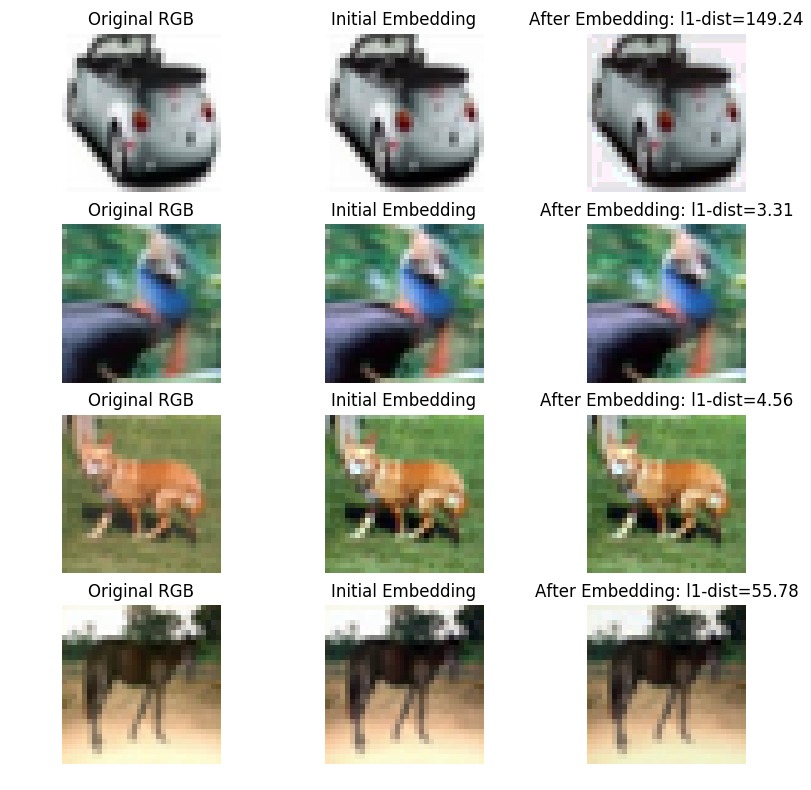 Original RGB
Initial Embedding
After Embedding: l1-dist=149.24
Original RGB
Initial Embedding
After Embedding: l1-dist=3.31
Original RGB
Initial Embedding
After Embedding: l1-dist=4.56
Original RGB
Initial Embedding
After Embedding: l1-dist=55.78